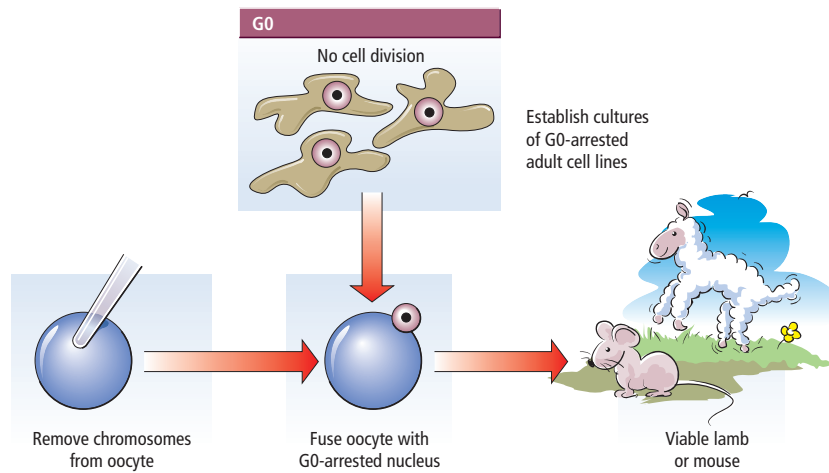 G0
No cell division
Establish cultures
of G0-arrested
adult cell lines
Remove chromosomes
from oocyte
Fuse oocyte with
G0-arrested nucleus
Viable lamb
or mouse